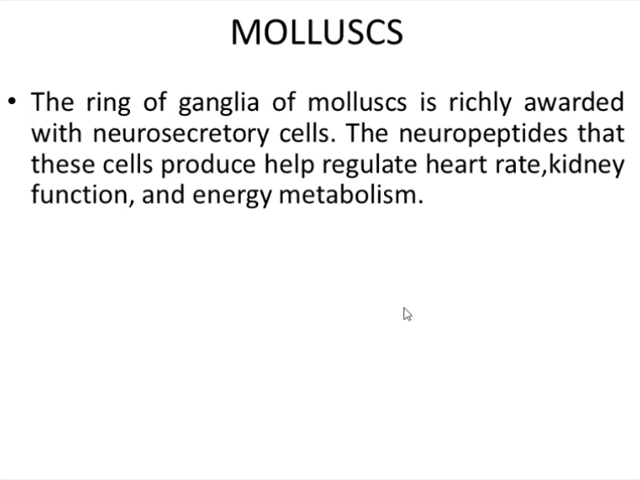 MOLLUSCS
• The ring of ganglia of molluscs is richly awarded
with neurosecretory cells. The neuropeptides that
these cells produce help regulate heart rate,kidney
function, and energy metabolism.